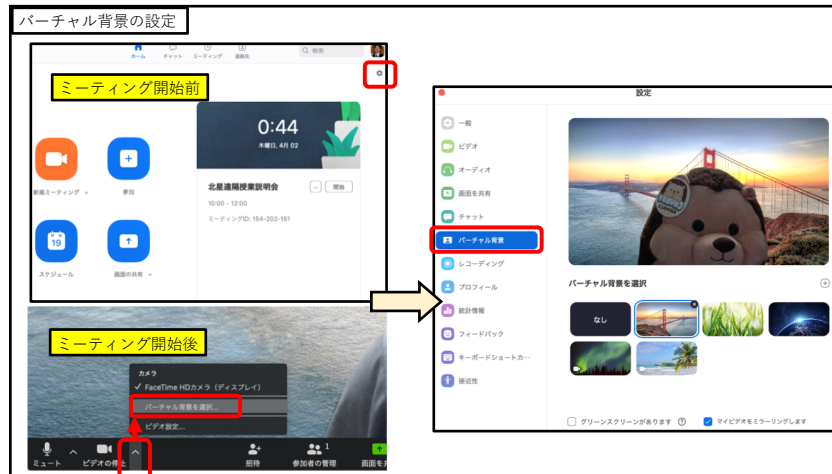 バーチャル背景の設定
ホーム チャット ミーティング 連絡先
検索
ミーティング開始前
0:44
木曜日, 4月 02
新規ミーティング
参加
北星遠隔授業説明会
開始
10:00 - 12:00
ミーティングID: 154-202-151
19
スケジュール
画面の共有
ミーティング開始後
カメラ
✓ FaceTime HDカメラ（ディスプレイ）
バーチャル背景を選択...
ビデオ設定...
ミュート
ビデオの停止
招待
1
参加者の管理
画面を共
設定
一般
ビデオ
オーディオ
画面を共有
チャット
バーチャル背景
レコーディング
プロフィール
統計情報
フィードバック
キーボードショートカ…
接近性
バーチャル背景を選択
なし
グリーンスクリーンがあります
マイビデオをミラーリングします